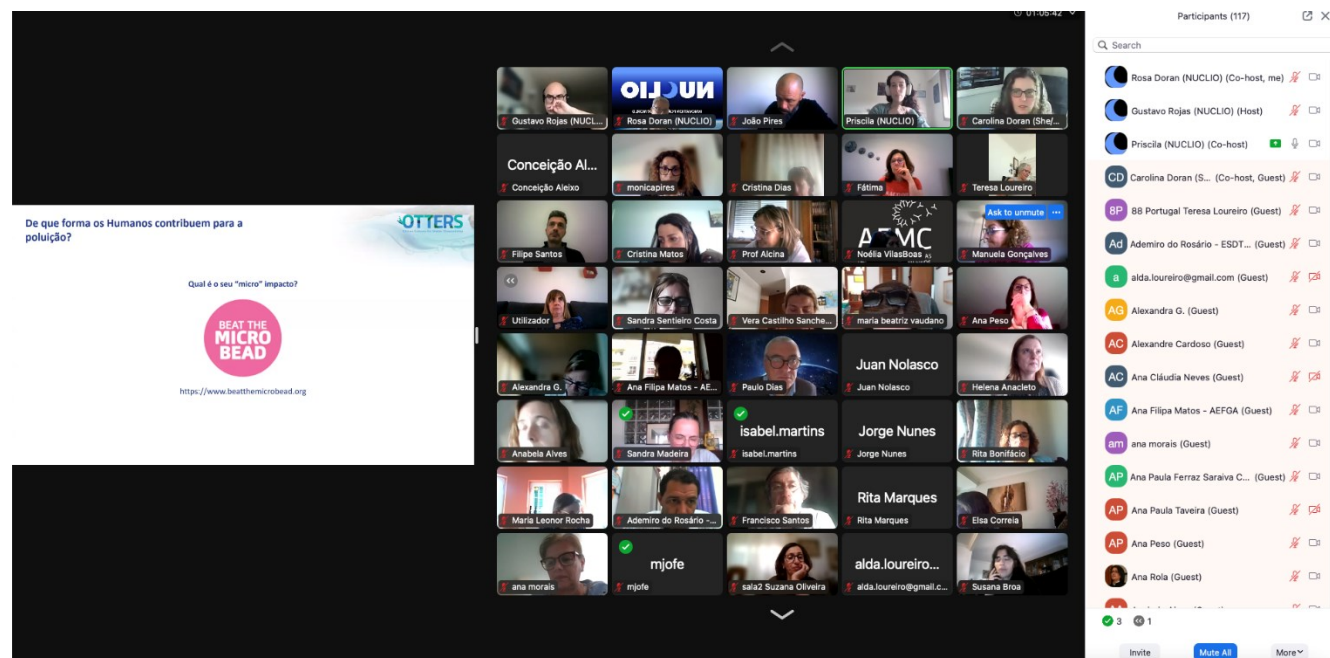 01:05:42
De que forma os Humanos contribuem para a
poluição?
OTTERS
Qual é o seu "micro" impacto?
BEAT THE
MICRO
BEAD
https://www.beatthemicrobead.org
Gustavo Rojas (NUCL...
NUCLIO
Rosa Doran (NUCLIO)
João Pires
Priscila (NUCLIO)
Carolina Doran (She/...
Conceição Al...
Conceição Aleixo
monicapires
Cristina Dias
Fátima
Teresa Loureiro
Filipe Santos
Cristina Matos
Prof Alcina
AEMC
Noélia VilasBoas
Ask to unmute ...
Manuela Gonçalves
Utilizador
Sandra Sentieiro Costa
Vera Castilho Sanche...
maria beatriz vaudano
Ana Peso
Alexandra G.
Ana Filipa Matos - AE...
Paulo Dias
Juan Nolasco
Juan Nolasco
Helena Anacleto
Anabela Alves
Sandra Madeira
isabel.martins
isabel.martins
Jorge Nunes
Jorge Nunes
Rita Bonifácio
Maria Leonor Rocha
Ademiro do Rosário -...
Francisco Santos
Rita Marques
Rita Marques
Elsa Correia
ana morais
mjofe
mjofe
sala2 Suzana Oliveira
alda.loureiro...
alda.loureiro@gmail.c...
Susana Broa
Participants (117)
Search
Rosa Doran (NUCLIO) (Co-host, me)
Gustavo Rojas (NUCLIO) (Host)
Priscila (NUCLIO) (Co-host)
CD Carolina Doran (S... (Co-host, Guest)
8P 88 Portugal Teresa Loureiro (Guest)
Ad Ademiro do Rosário - ESDT... (Guest)
a alda.loureiro@gmail.com (Guest)
AG Alexandra G. (Guest)
AC Alexandre Cardoso (Guest)
AC Ana Cláudia Neves (Guest)
AF Ana Filipa Matos - AEFGA (Guest)
am ana morais (Guest)
AP Ana Paula Ferraz Saraiva C... (Guest)
AP Ana Paula Taveira (Guest)
AP Ana Peso (Guest)
Ana Rola (Guest)
3 1
Invite
Mute All
More